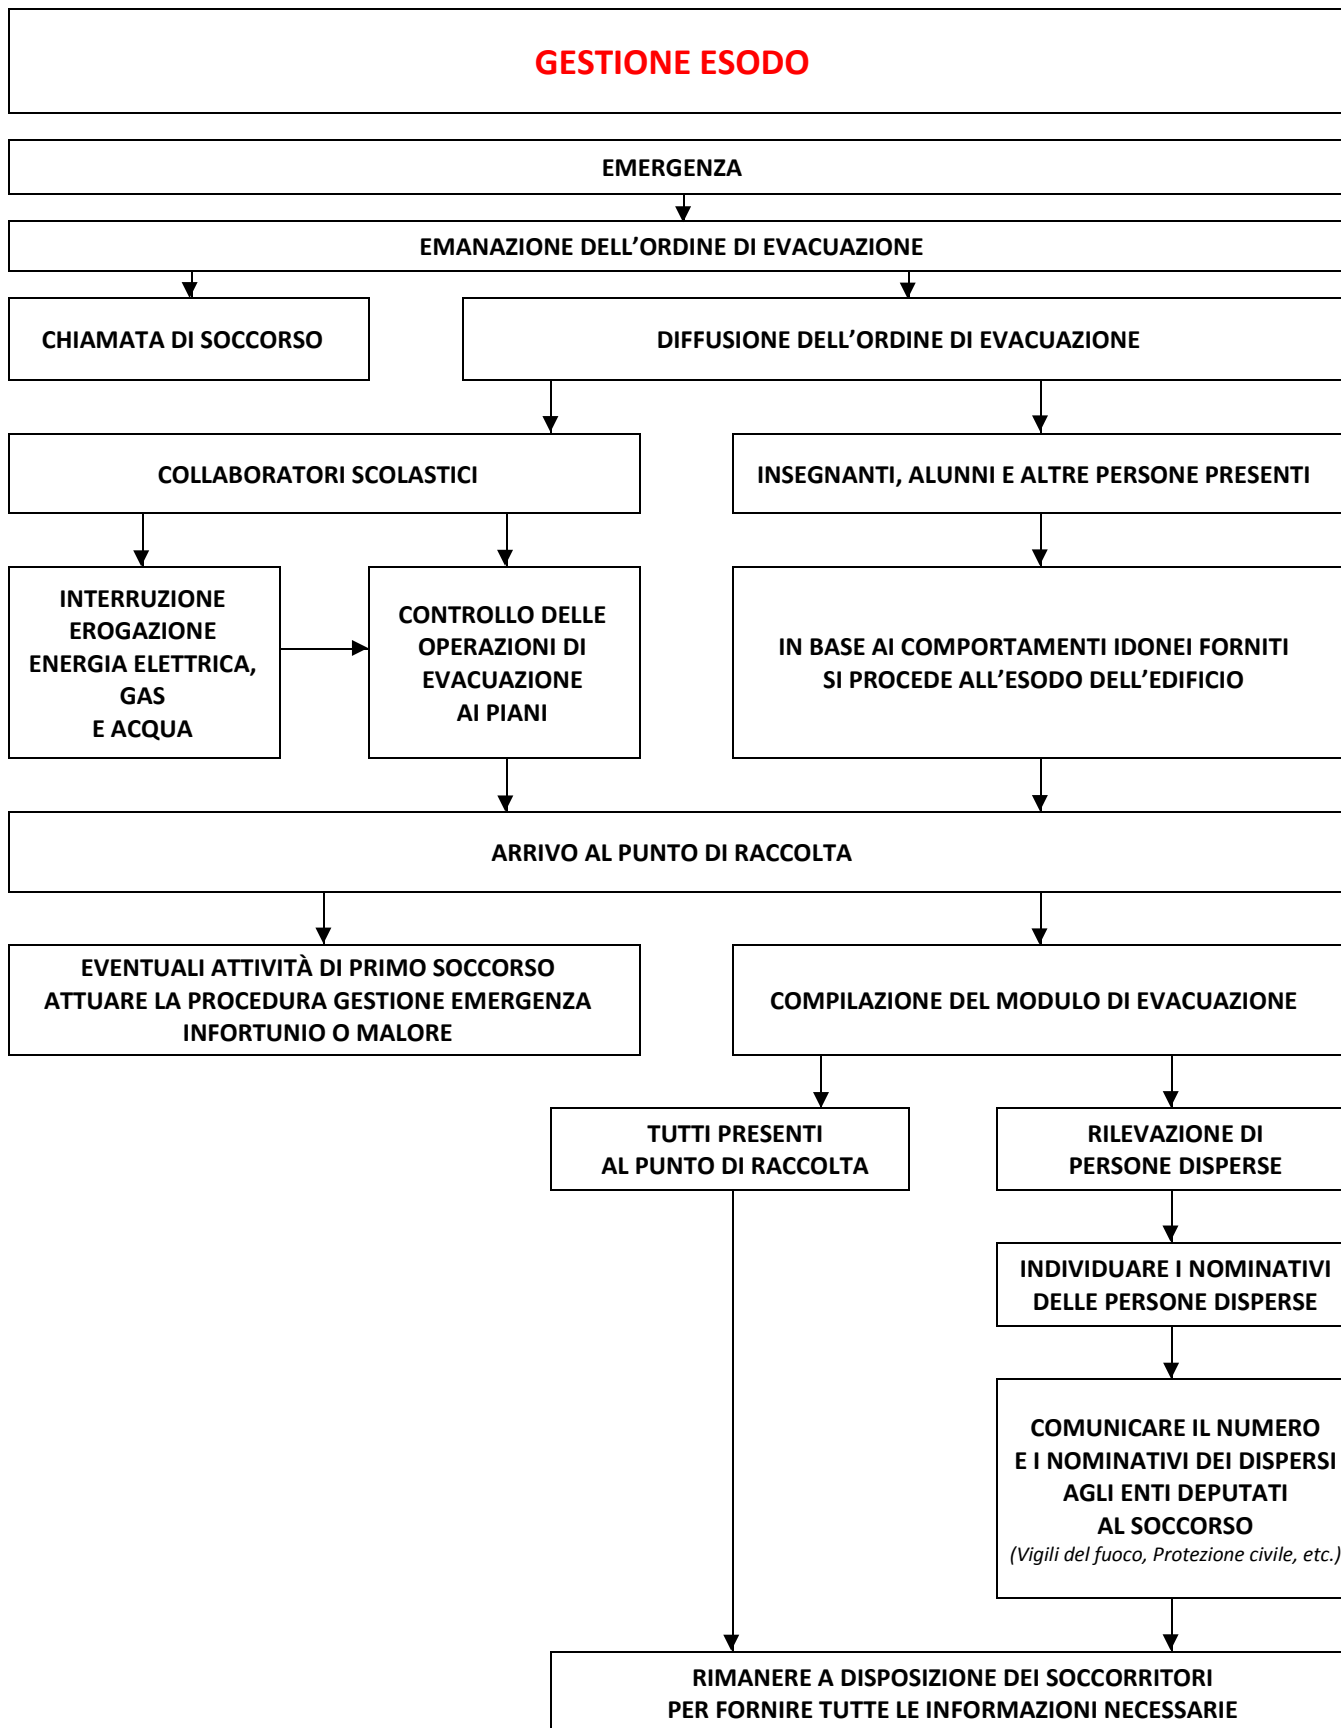 GESTIONE ESODO
EMERGENZA
EMANAZIONE DELL’ORDINE DI EVACUAZIONE
CHIAMATA DI SOCCORSO
DIFFUSIONE DELL’ORDINE DI EVACUAZIONE
COLLABORATORI SCOLASTICI
INSEGNANTI, ALUNNI E ALTRE PERSONE PRESENTI
INTERRUZIONE
EROGAZIONE
ENERGIA ELETTRICA,
GAS
E ACQUA
CONTROLLO DELLE
OPERAZIONI DI
EVACUAZIONE
AI PIANI
IN BASE AI COMPORTAMENTI IDONEI FORNITI
SI PROCEDE ALL’ESODO DELL’EDIFICIO
ARRIVO AL PUNTO DI RACCOLTA
EVENTUALI ATTIVITÀ DI PRIMO SOCCORSO
ATTUARE LA PROCEDURA GESTIONE EMERGENZA
INFORTUNIO O MALORE
COMPILAZIONE DEL MODULO DI EVACUAZIONE
TUTTI PRESENTI
AL PUNTO DI RACCOLTA
RILEVAZIONE DI
PERSONE DISPERSE
INDIVIDUARE I NOMINATIVI
DELLE PERSONE DISPERSE
COMUNICARE IL NUMERO
E I NOMINATIVI DEI DISPERSI
AGLI ENTI DEPUTATI
AL SOCCORSO
(Vigili del fuoco, Protezione civile, etc.)
RIMANERE A DISPOSIZIONE DEI SOCCORRITORI
PER FORNIRE TUTTE LE INFORMAZIONI NECESSARIE